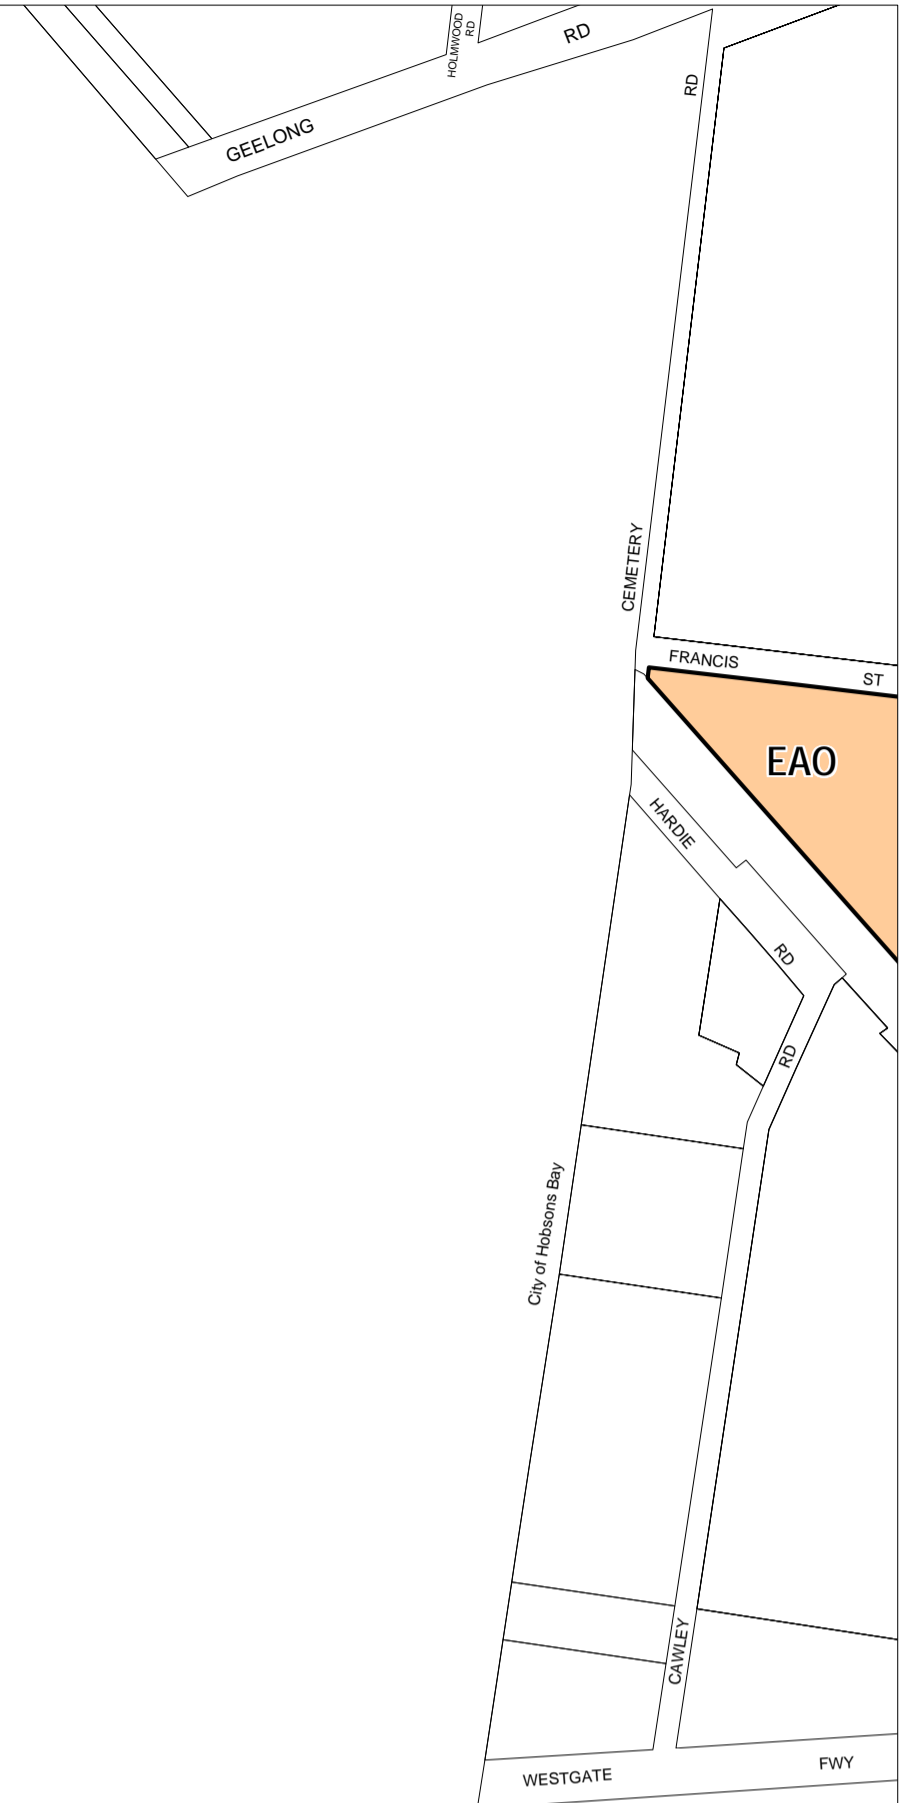 HOLMWOOD
RD
GEELONG RD
CEMETERY RD
FRANCIS ST
EAO
HARDIE RD
City of Hobsons Bay
CAWLEY RD
WESTGATE FWY